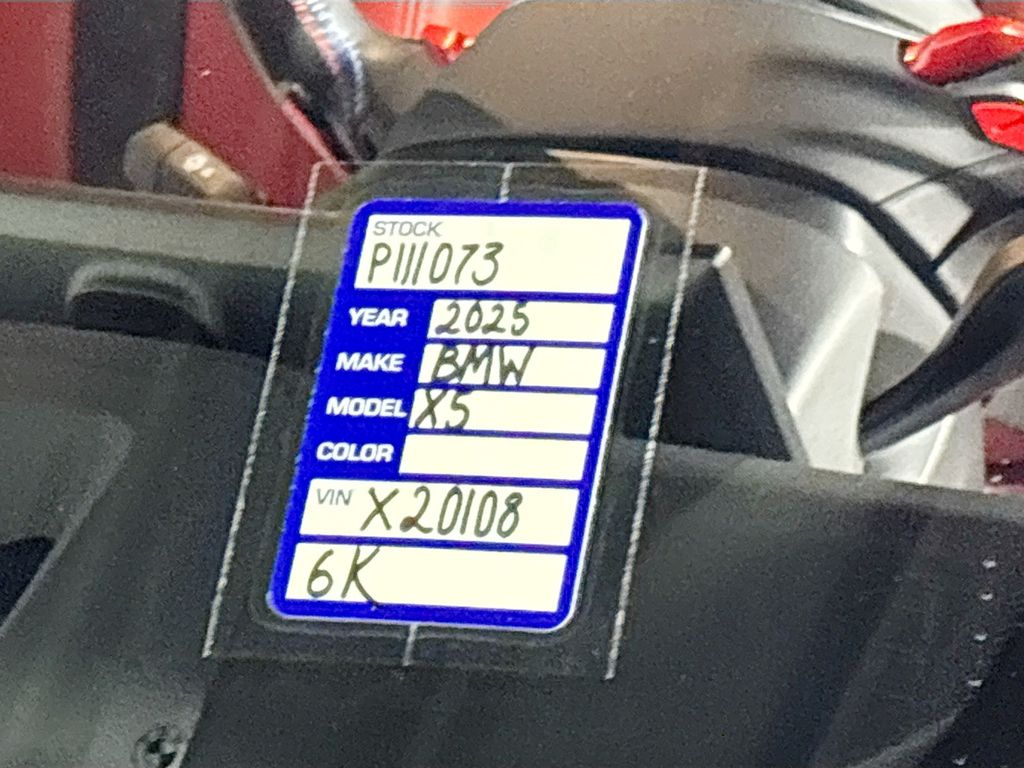 STOCK
P111073
YEAR 2025
MAKE BMW
MODEL X5
COLOR
VIN X20108
6K